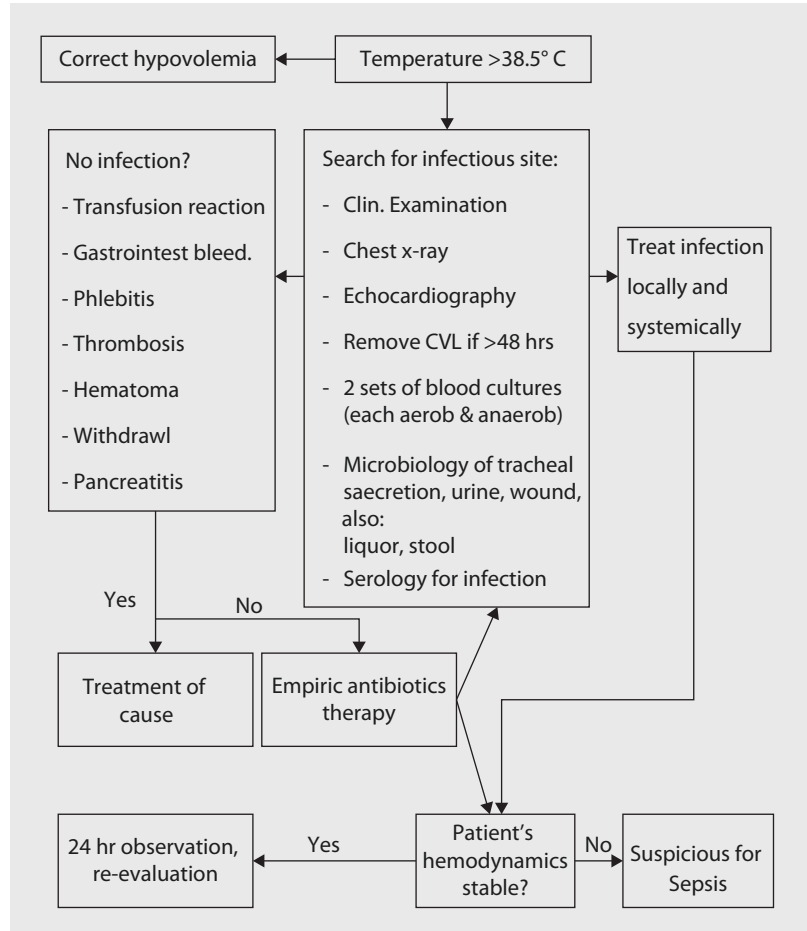 Correct hypovolemia
Temperature >38.5° C
No infection?
- Transfusion reaction
- Gastrointest bleed.
- Phlebitis
- Thrombosis
- Hematoma
- Withdrawl
- Pancreatitis
Search for infectious site:
- Clin. Examination
- Chest x-ray
- Echocardiography
- Remove CVL if >48 hrs
- 2 sets of blood cultures
(each aerob & anaerob)
- Microbiology of tracheal
saecretion, urine, wound,
also:
liquor, stool
- Serology for infection
Treat infection
locally and
systemically
Yes
No
Treatment of
cause
Empiric antibiotics
therapy
24 hr observation,
re-evaluation
Yes
Patient's
hemodynamics
stable?
No
Suspicious for
Sepsis